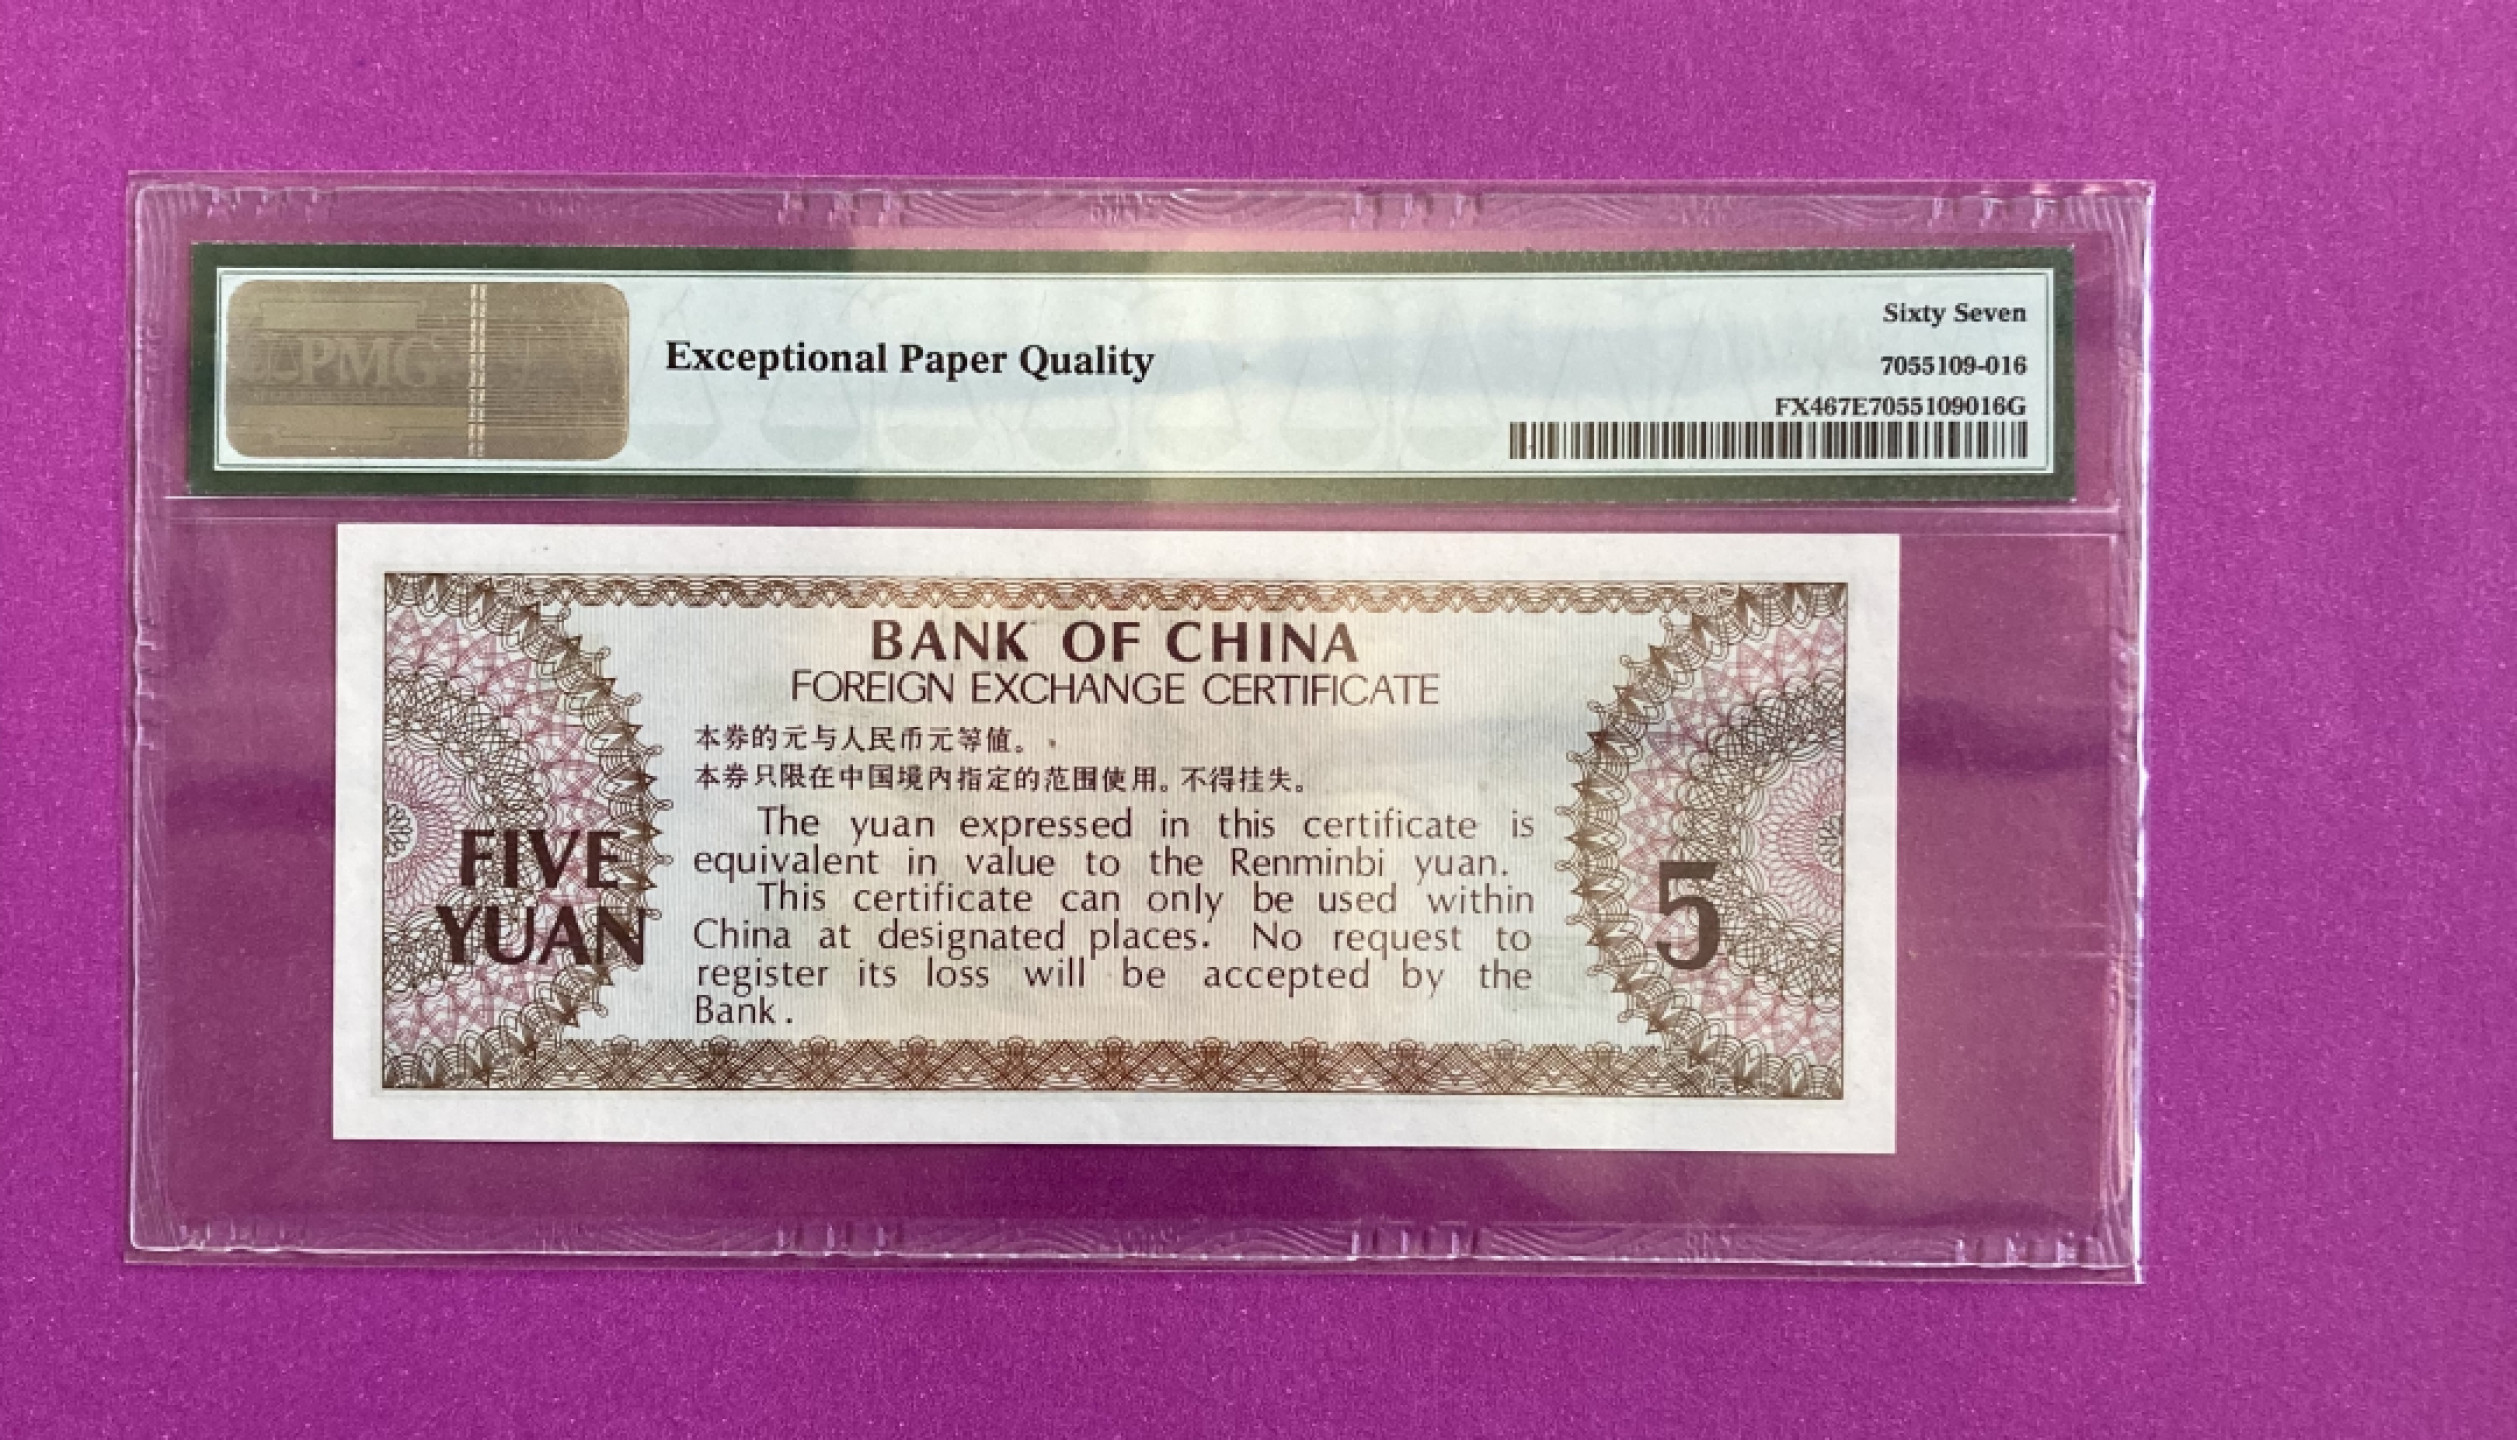 PMG
Exceptional Paper Quality
Sixty Seven
7055109-016
FX467E7055109016G
BANK OF CHINA
FOREIGN EXCHANGE CERTIFICATE
本券的元与人民币元等值。
本券只限在中国境内指定的范围使用。不得挂失。
The yuan expressed in this certificate is
equivalent in value to the Renminbi yuan.
This certificate can only be used within
China at designated places. No request to
register its loss will be accepted by the
Bank.
FIVE
YUAN
5